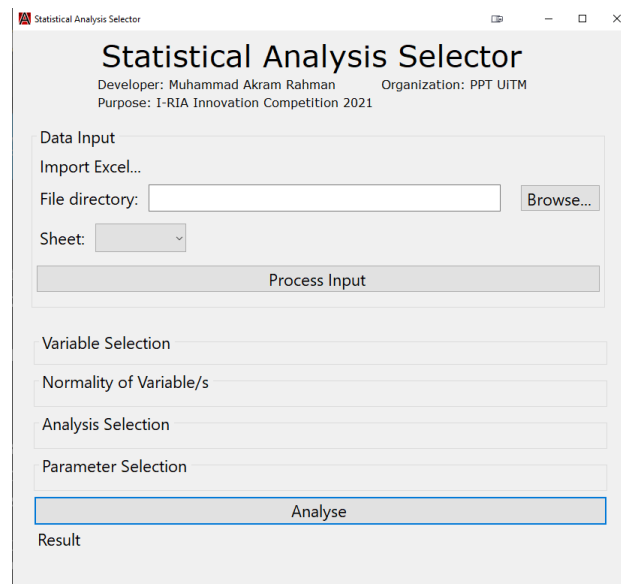 Statistical Analysis Selector
Statistical Analysis Selector
Developer: Muhammad Akram Rahman Organization: PPT UiTM
Purpose: I-RIA Innovation Competition 2021
Data Input
Import Excel...
File directory: Browse...
Sheet:
Process Input
Variable Selection
Normality of Variable/s
Analysis Selection
Parameter Selection
Analyse
Result